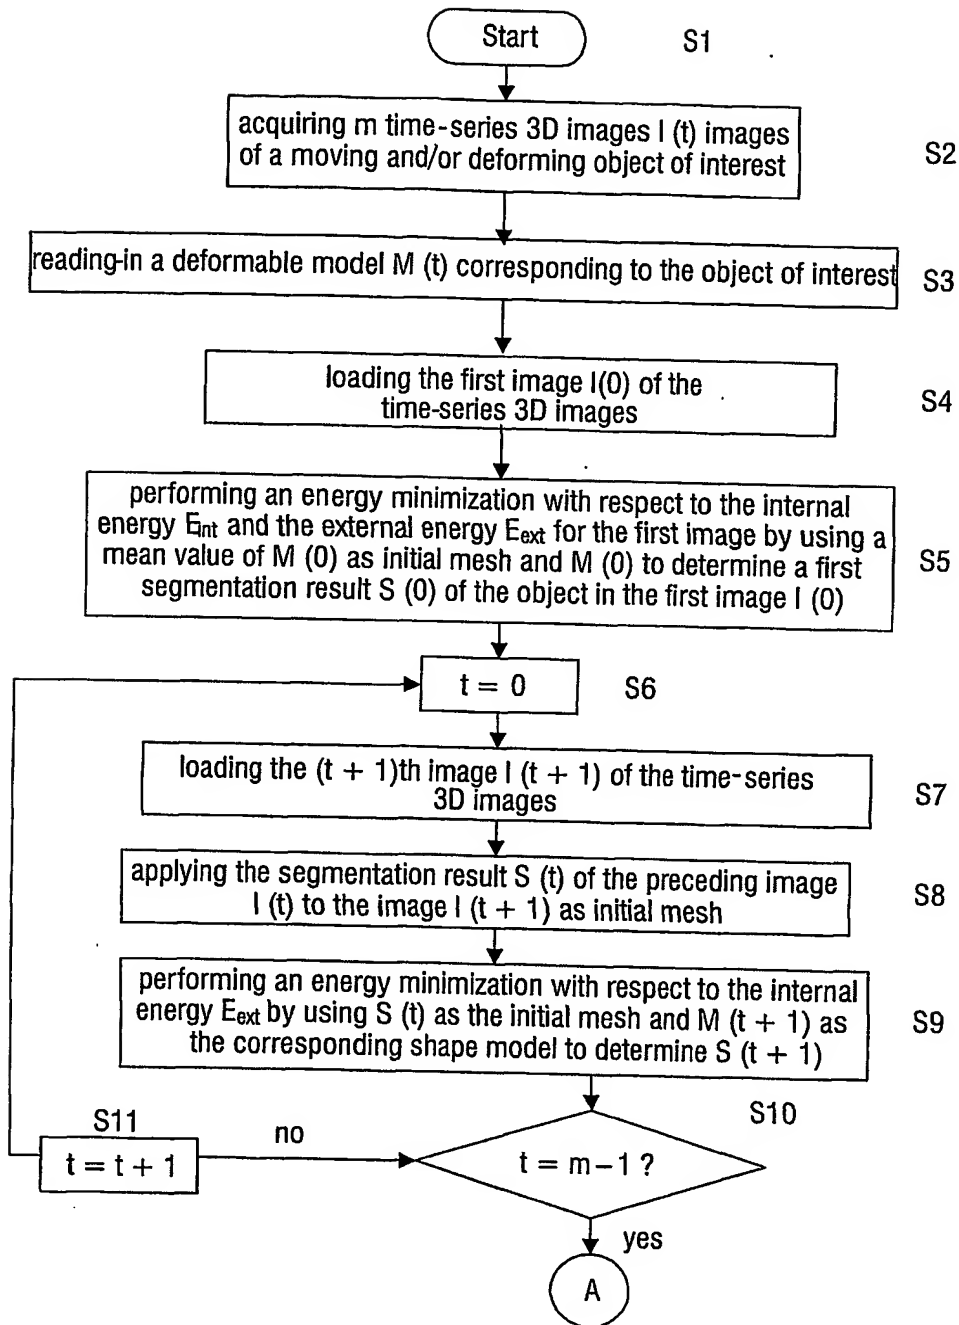 Start
S1
acquiring m time-series 3D images I (t) images
of a moving and/or deforming object of interest
S2
reading-in a deformable model M (t) corresponding to the object of interest
S3
loading the first image I(0) of the
time-series 3D images
S4
performing an energy minimization with respect to the internal
energy Eint and the external energy Eext for the first image by using a
mean value of M (0) as initial mesh and M (0) to determine a first
segmentation result S (0) of the object in the first image I (0)
S5
t = 0
S6
loading the (t + 1)th image I (t + 1) of the time-series
3D images
S7
applying the segmentation result S (t) of the preceding image
I (t) to the image I (t + 1) as initial mesh
S8
performing an energy minimization with respect to the internal
energy Eext by using S (t) as the initial mesh and M (t + 1) as
the corresponding shape model to determine S (t + 1)
S9
S10
S11
no
t = t + 1
t = m-1 ?
yes
A